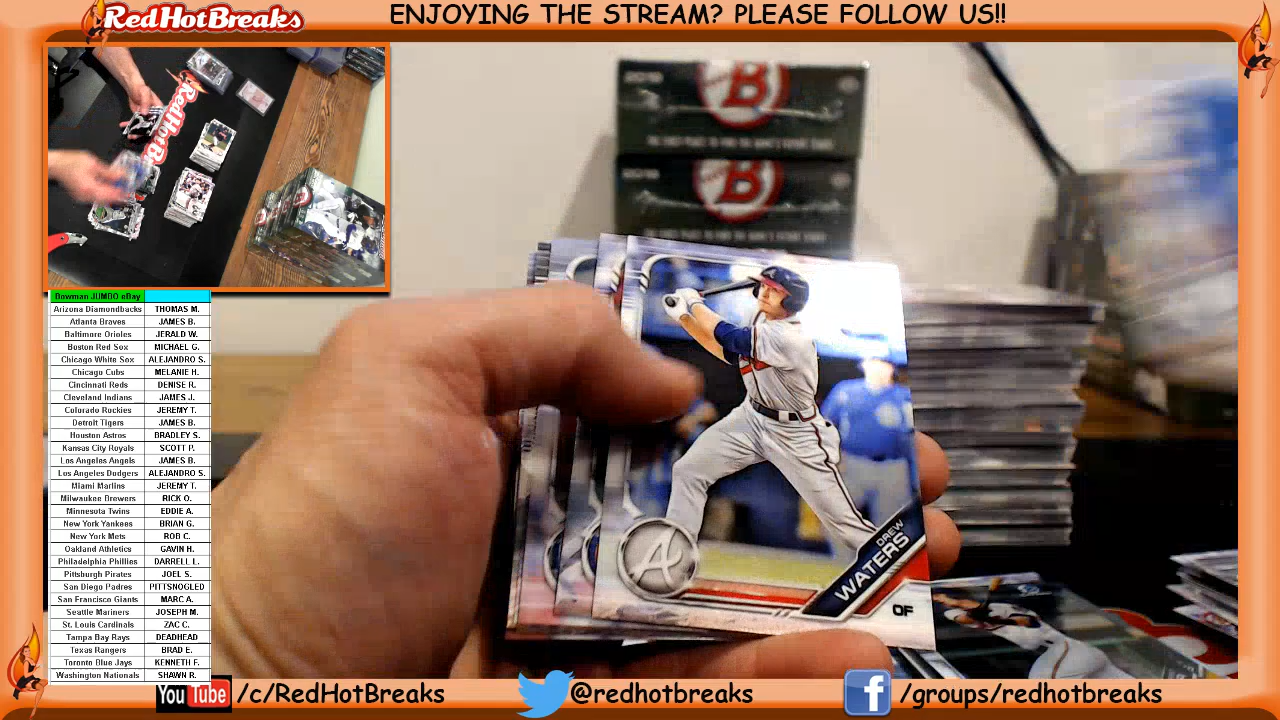 RedHotBreaks
ENJOYING THE STREAM? PLEASE FOLLOW US!!
RedHotB
B
B
Bowman JUMBO eBay
Arizona Diamondbacks THOMAS M.
Atlanta Braves JAMES B.
Baltimore Orioles JERALD W.
Boston Red Sox MICHAEL G.
Chicago White Sox ALEJANDRO S.
Chicago Cubs MELANIE H.
Cincinnati Reds DENISE R.
Cleveland Indians JAMES J.
Colorado Rockies JEREMY T.
Detroit Tigers JAMES B.
Houston Astros BRADLEY S.
Kansas City Royals SCOTT P.
Los Angeles Angels JAMES B.
Los Angeles Dodgers ALEJANDRO S.
Miami Marlins JEREMY T.
Milwaukee Brewers RICK O.
Minnesota Twins EDDIE A.
New York Yankees BRIAN G.
New York Mets ROB C.
Oakland Athletics GAVIN H.
Philadelphia Phillies DARRELL L.
Pittsburgh Pirates JOEL S.
San Diego Padres PITTSNOGLED
San Francisco Giants MARC A.
Seattle Mariners JOSEPH M.
St. Louis Cardinals ZAC C.
Tampa Bay Rays DEADHEAD
Texas Rangers BRAD E.
Toronto Blue Jays KENNETH F.
Washington Nationals SHAWN R.
A
DREW
WATERS
OF
YouTube /c/RedHotBreaks
@redhotbreaks
f /groups/redhotbreaks